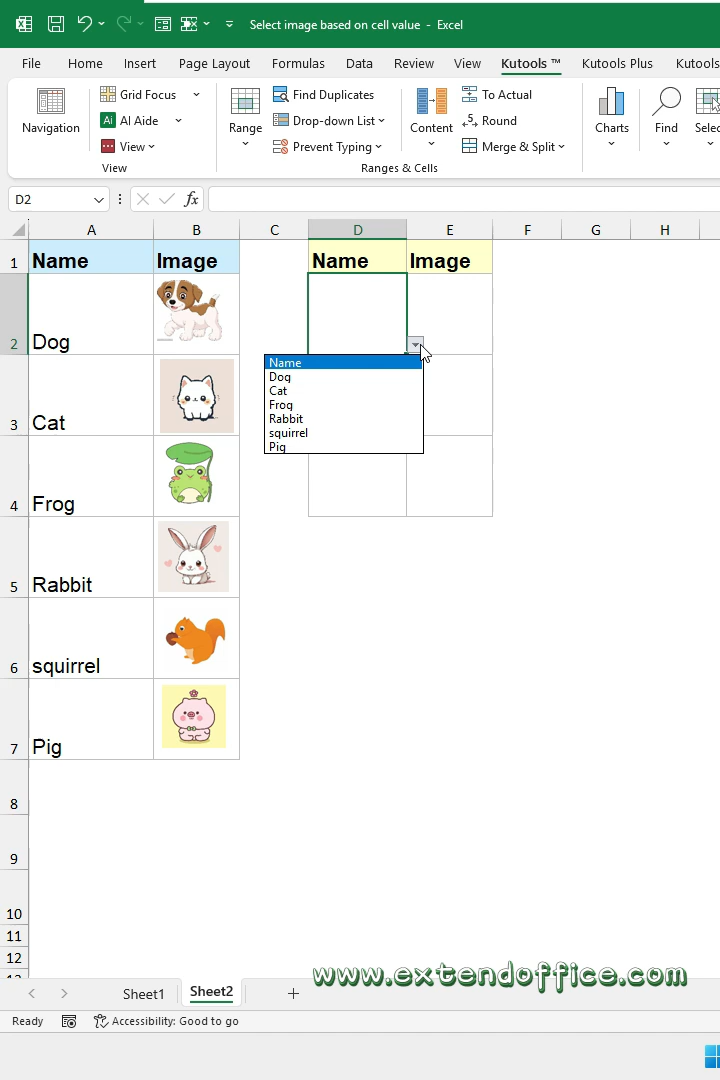 Select image based on cell value - Excel
File Home Insert Page Layout Formulas Data Review View Kutools ™ Kutools Plus Kutools
Grid Focus Find Duplicates To Actual
Ai AI Aide Drop-down List Round
Navigation Range Content Charts Find Selec
View Prevent Typing Merge & Split
View Ranges & Cells
D2 fx
A B C D E F G H
1 Name Image Name Image
2 Dog
Name
Dog
Cat
Frog
Rabbit
squirrel
Pig
3 Cat
4 Frog
5 Rabbit
6 squirrel
7 Pig
8
9
10
11
12
www.extendoffice.com
Sheet1 Sheet2
Ready Accessibility: Good to go